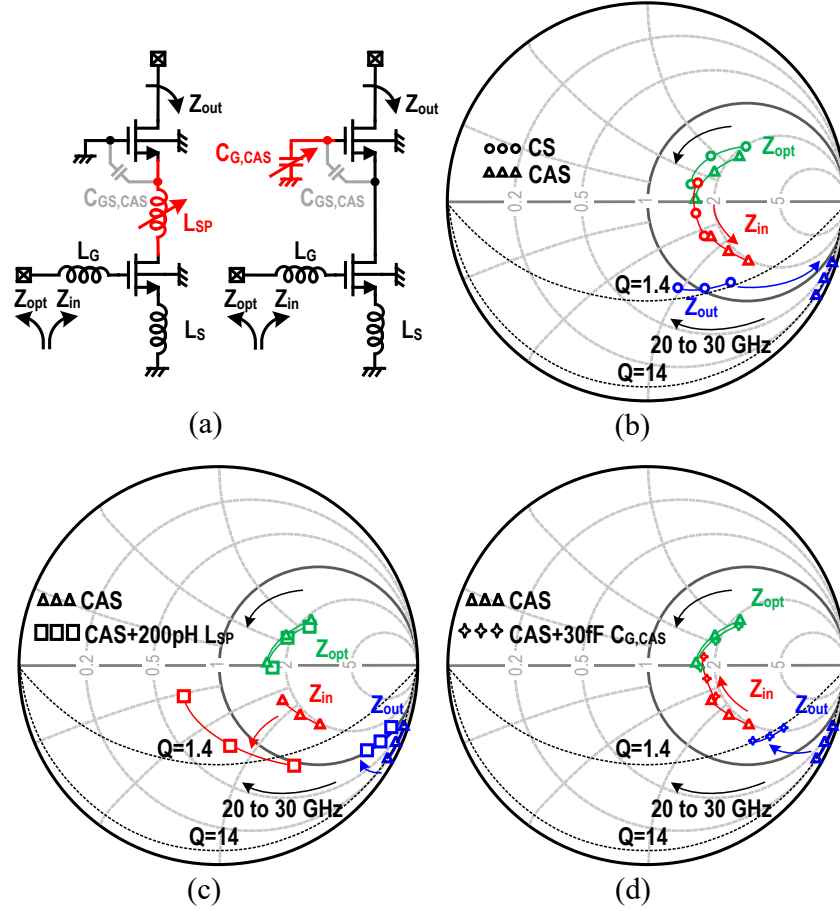 Zout
Zout
CG,CAS
CGS,CAS
CGS,CAS
LSP
LG
LG
Zopt
Zin
Zopt
Zin
LS
LS
(a)
CS
CAS
Zopt
0.2
0.5
1
2
5
Zin
Q=1.4
Zout
20 to 30 GHz
Q=14
(b)
CAS
CAS+200pH LSP
Zopt
0.2
0.5
1
2
5
Zin
Zout
Q=1.4
20 to 30 GHz
Q=14
(c)
CAS
CAS+30fF CG,CAS
Zopt
0.2
0.5
1
2
5
Zin
Zout
Q=1.4
20 to 30 GHz
Q=14
(d)